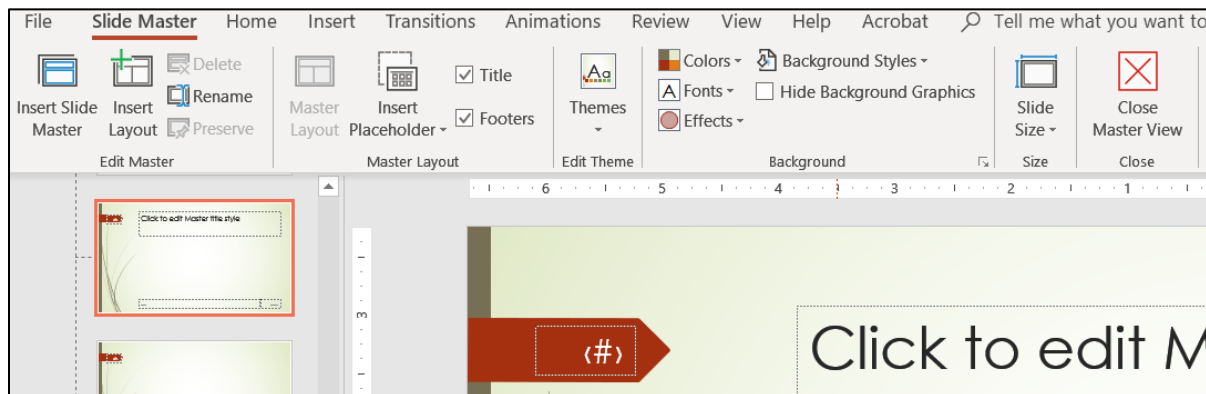 File Slide Master Home Insert Transitions Animations Review View Help Acrobat Tell me what you want to
Insert Slide Master
Insert Layout
Delete
Rename
Preserve
Edit Master
Master Layout
Insert Placeholder
Title
Footers
Master Layout
Aa
Themes
Edit Theme
Colors
A Fonts
Effects
Background Styles
Hide Background Graphics
Background
Slide Size
Size
Close Master View
Close
6 5 4 3 2 1
3
Click to edit Master title style
‹#›
Click to edit M